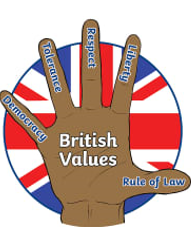 Democracy
Tolerance
Respect
Liberty
British
Values
Rule of Law